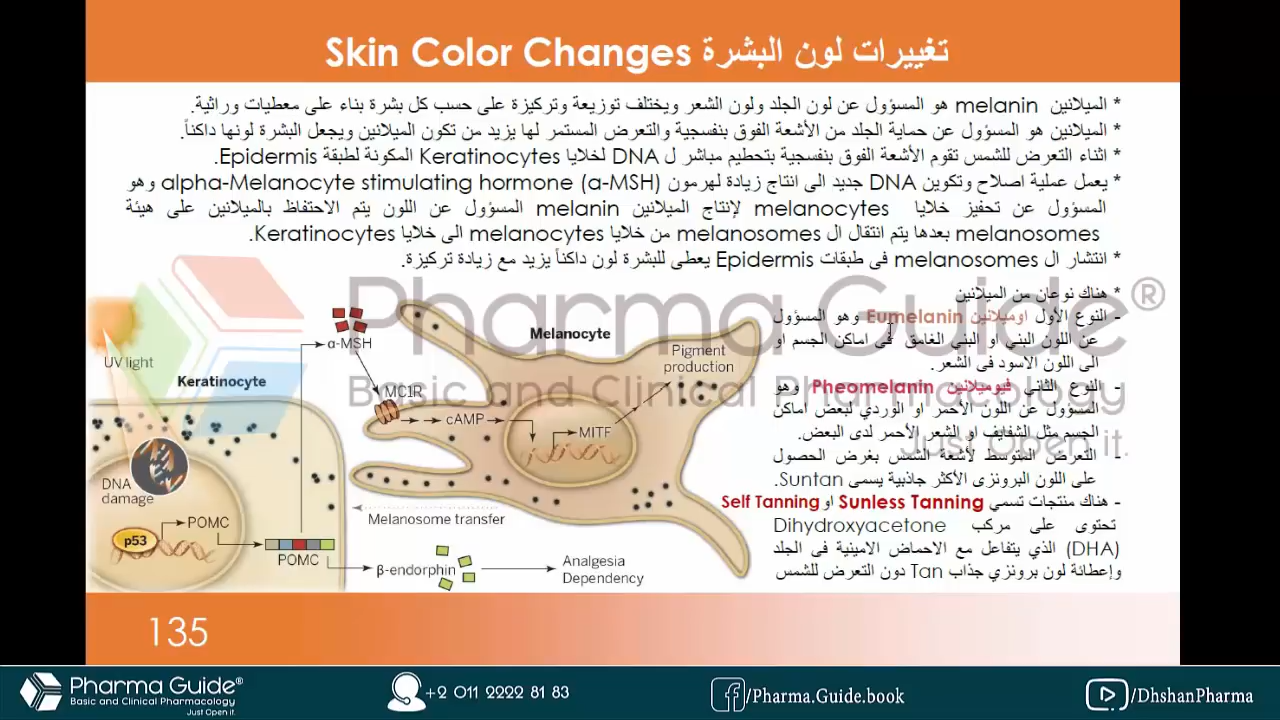 تغييرات لون البشرة Skin Color Changes
* الميلانين melanin هو المسؤول عن لون الجلد ولون الشعر ويختلف توزيعة وتركيزة على حسب كل بشرة بناء على معطيات وراثية.
* الميلانين هو المسؤول عن حماية الجلد من الأشعة الفوق بنفسجية والتعرض المستمر لها يزيد من تكون الميلانين ويجعل البشرة لونها داكناً.
* اثناء التعرض للشمس تقوم الأشعة الفوق بنفسجية بتحطيم مباشر ل DNA لخلايا Keratinocytes المكونة لطبقة Epidermis.
* يعمل عملية اصلاح وتكوين DNA جديد الى انتاج زيادة لهرمون alpha-Melanocyte stimulating hormone (α-MSH) وهو
المسؤول عن تحفيز خلايا melanocytes لإنتاج الميلانين melanin المسؤول عن اللون يتم الاحتفاظ بالميلانين على هيئة
melanosomes بعدها يتم انتقال ال melanosomes من خلايا melanocytes الى خلايا Keratinocytes.
* انتشار ال melanosomes فى طبقات Epidermis يعطى للبشرة لون داكناً يزيد مع زيادة تركيزة.
* هناك نوعان من الميلانين
- النوع الأول اوميلانين Eumelanin وهو المسؤول
عن اللون البني او البني الغامق فى اماكن الجسم او
الى اللون الاسود فى الشعر.
- النوع الثاني فيوميلانين Pheomelanin وهو
المسؤول عن اللون الأحمر او الوردي لبعض اماكن
الجسم مثل الشفايف او الشعر الأحمر لدى البعض.
- التعرض المتوسط لأشعة الشمس بغرض الحصول
على اللون البرونزى الأكثر جاذبية يسمى Suntan.
- هناك منتجات تسمي Sunless Tanning او Self Tanning
تحتوى على مركب Dihydroxyacetone
(DHA) الذي يتفاعل مع الاحماض الامينية فى الجلد
وإعطائة لون برونزي جذاب Tan دون التعرض للشمس
UV light
Keratinocyte
α-MSH
MC1R
cAMP
Melanocyte
MITF
Pigment
production
DNA
damage
p53
POMC
POMC
Melanosome transfer
β-endorphin
Analgesia
Dependency
Pharma Guide®
Basic and Clinical Pharmacology
Just Open it.
135
Pharma Guide®
Basic and Clinical Pharmacology
Just Open it.
+2 011 2222 81 83
/Pharma.Guide.book
/DhshanPharma